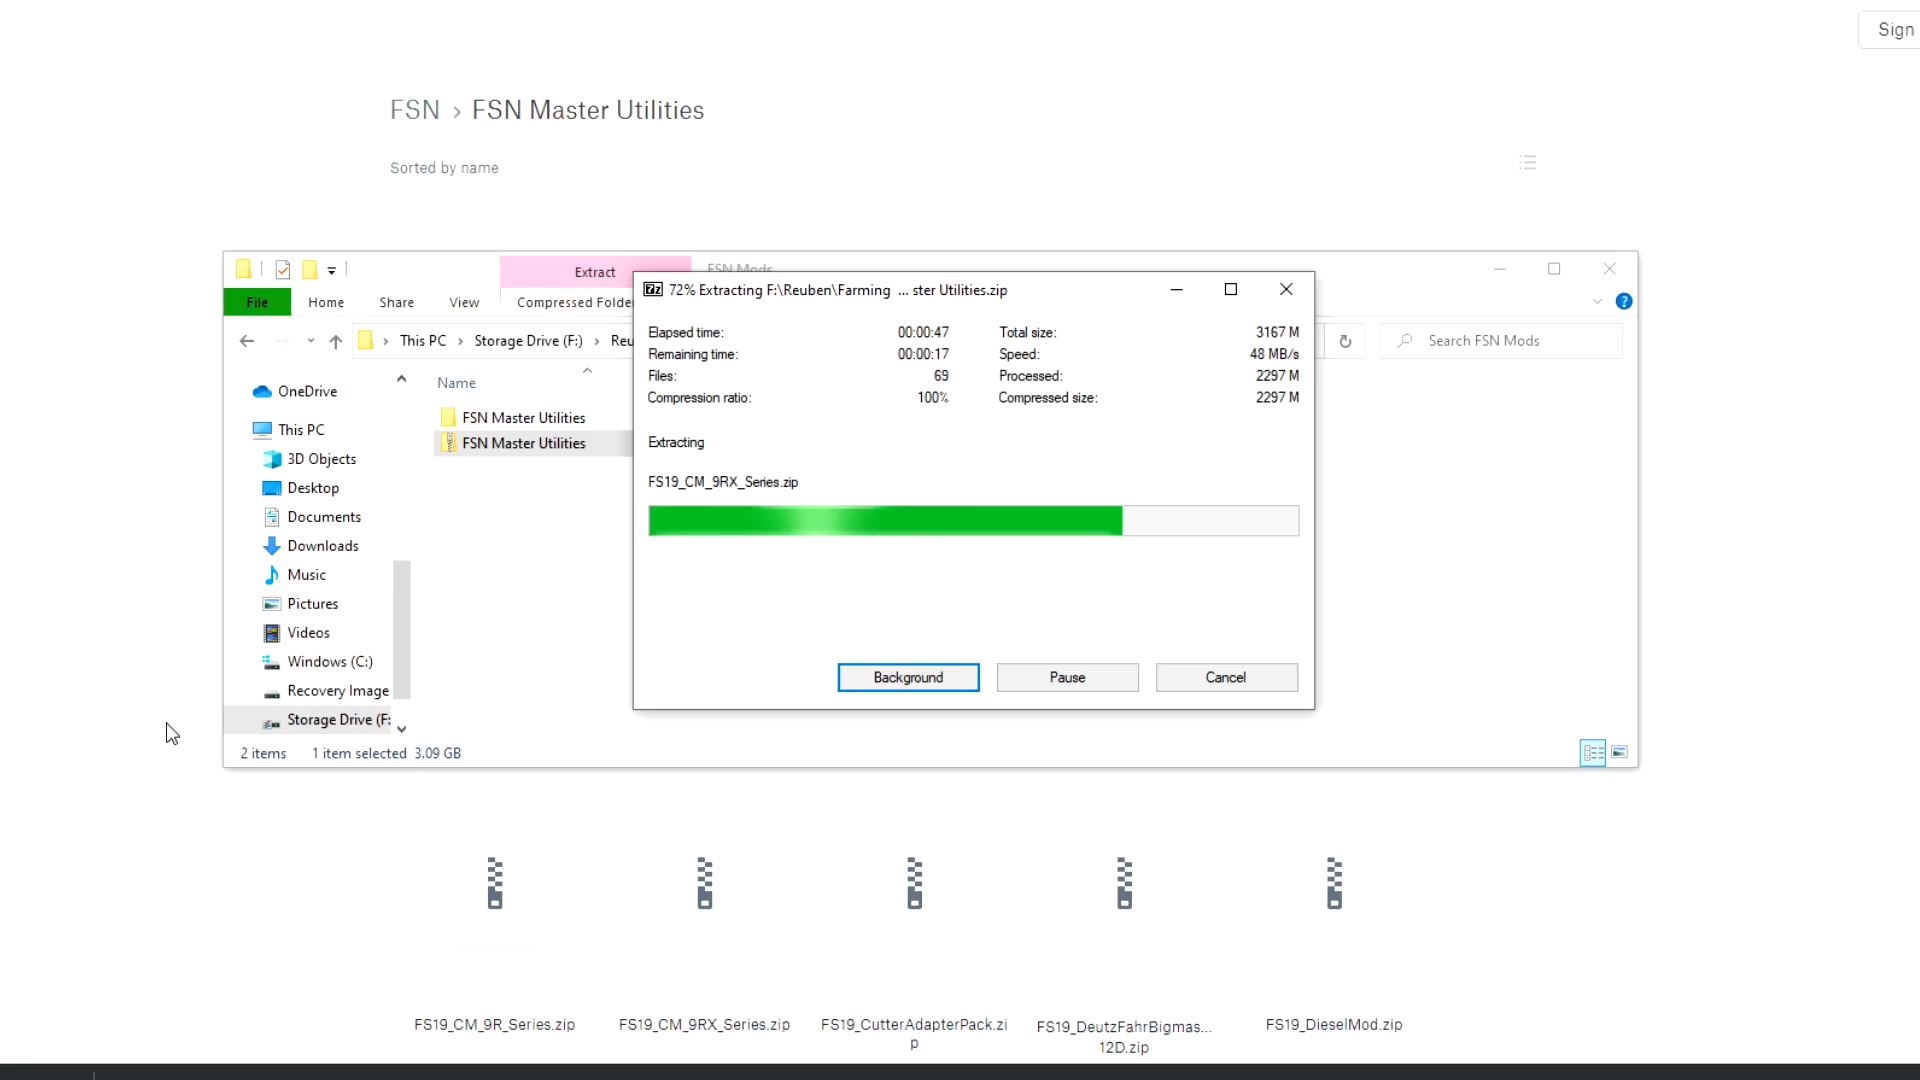 Sign
FSN › FSN Master Utilities
Sorted by name
Extract
FSN Mods
File
Home
Share
View
Compressed Folder
This PC › Storage Drive (F:) › Reu
Search FSN Mods
OneDrive
This PC
3D Objects
Desktop
Documents
Downloads
Music
Pictures
Videos
Windows (C:)
Recovery Image
Storage Drive (F:
Name
FSN Master Utilities
FSN Master Utilities
2 items 1 item selected 3.09 GB
72% Extracting F:\Reuben\Farming ... ster Utilities.zip
Elapsed time: 00:00:47 Total size: 3167 M
Remaining time: 00:00:17 Speed: 48 MB/s
Files: 69 Processed: 2297 M
Compression ratio: 100% Compressed size: 2297 M
Extracting
FS19_CM_9RX_Series.zip
Background
Pause
Cancel
FS19_CM_9R_Series.zip
FS19_CM_9RX_Series.zip
FS19_CutterAdapterPack.zi
p
FS19_DeutzFahrBigmas...
12D.zip
FS19_DieselMod.zip